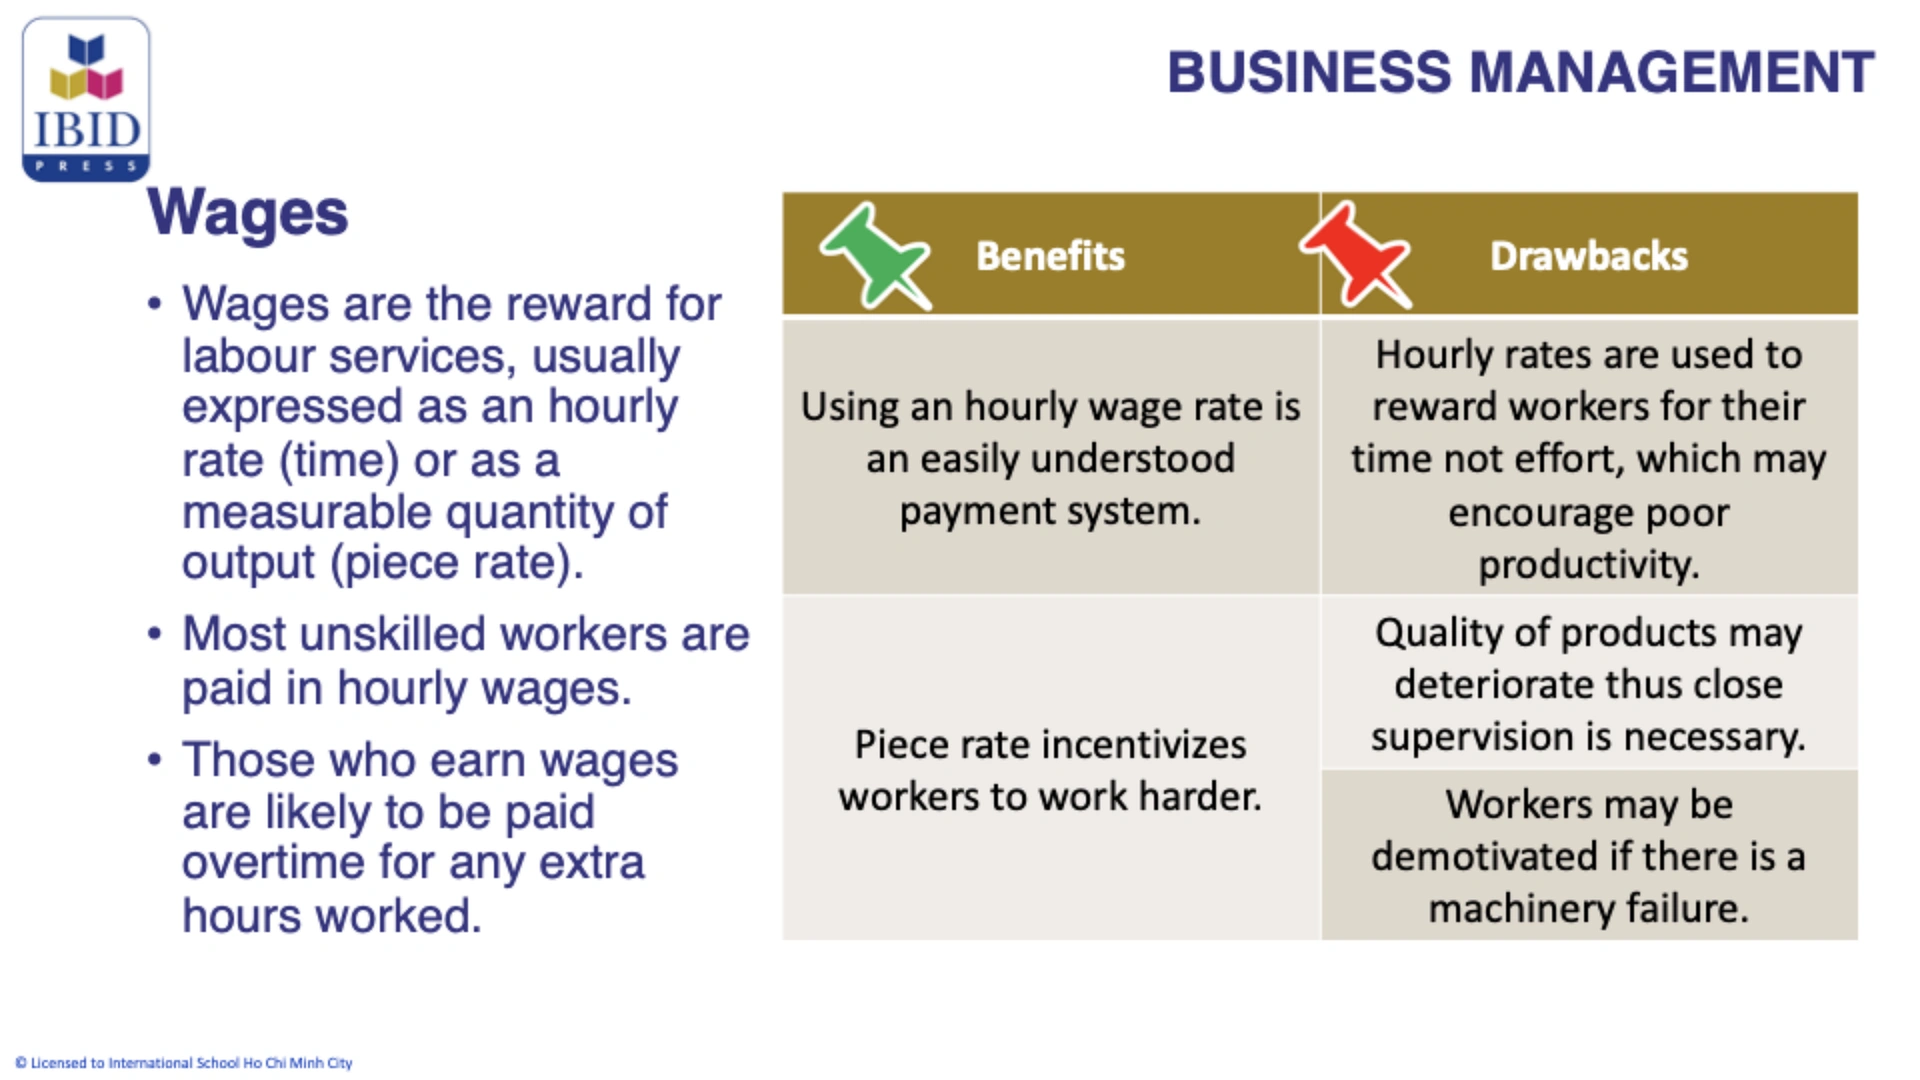 IBID
PRESS
BUSINESS MANAGEMENT
Wages
• Wages are the reward for
labour services, usually
expressed as an hourly
rate (time) or as a
measurable quantity of
output (piece rate).
• Most unskilled workers are
paid in hourly wages.
• Those who earn wages
are likely to be paid
overtime for any extra
hours worked.
Benefits
Drawbacks
Using an hourly wage rate is
an easily understood
payment system.
Hourly rates are used to
reward workers for their
time not effort, which may
encourage poor
productivity.
Piece rate incentivizes
workers to work harder.
Quality of products may
deteriorate thus close
supervision is necessary.
Workers may be
demotivated if there is a
machinery failure.
© Licensed to International School Ho Chi Minh City